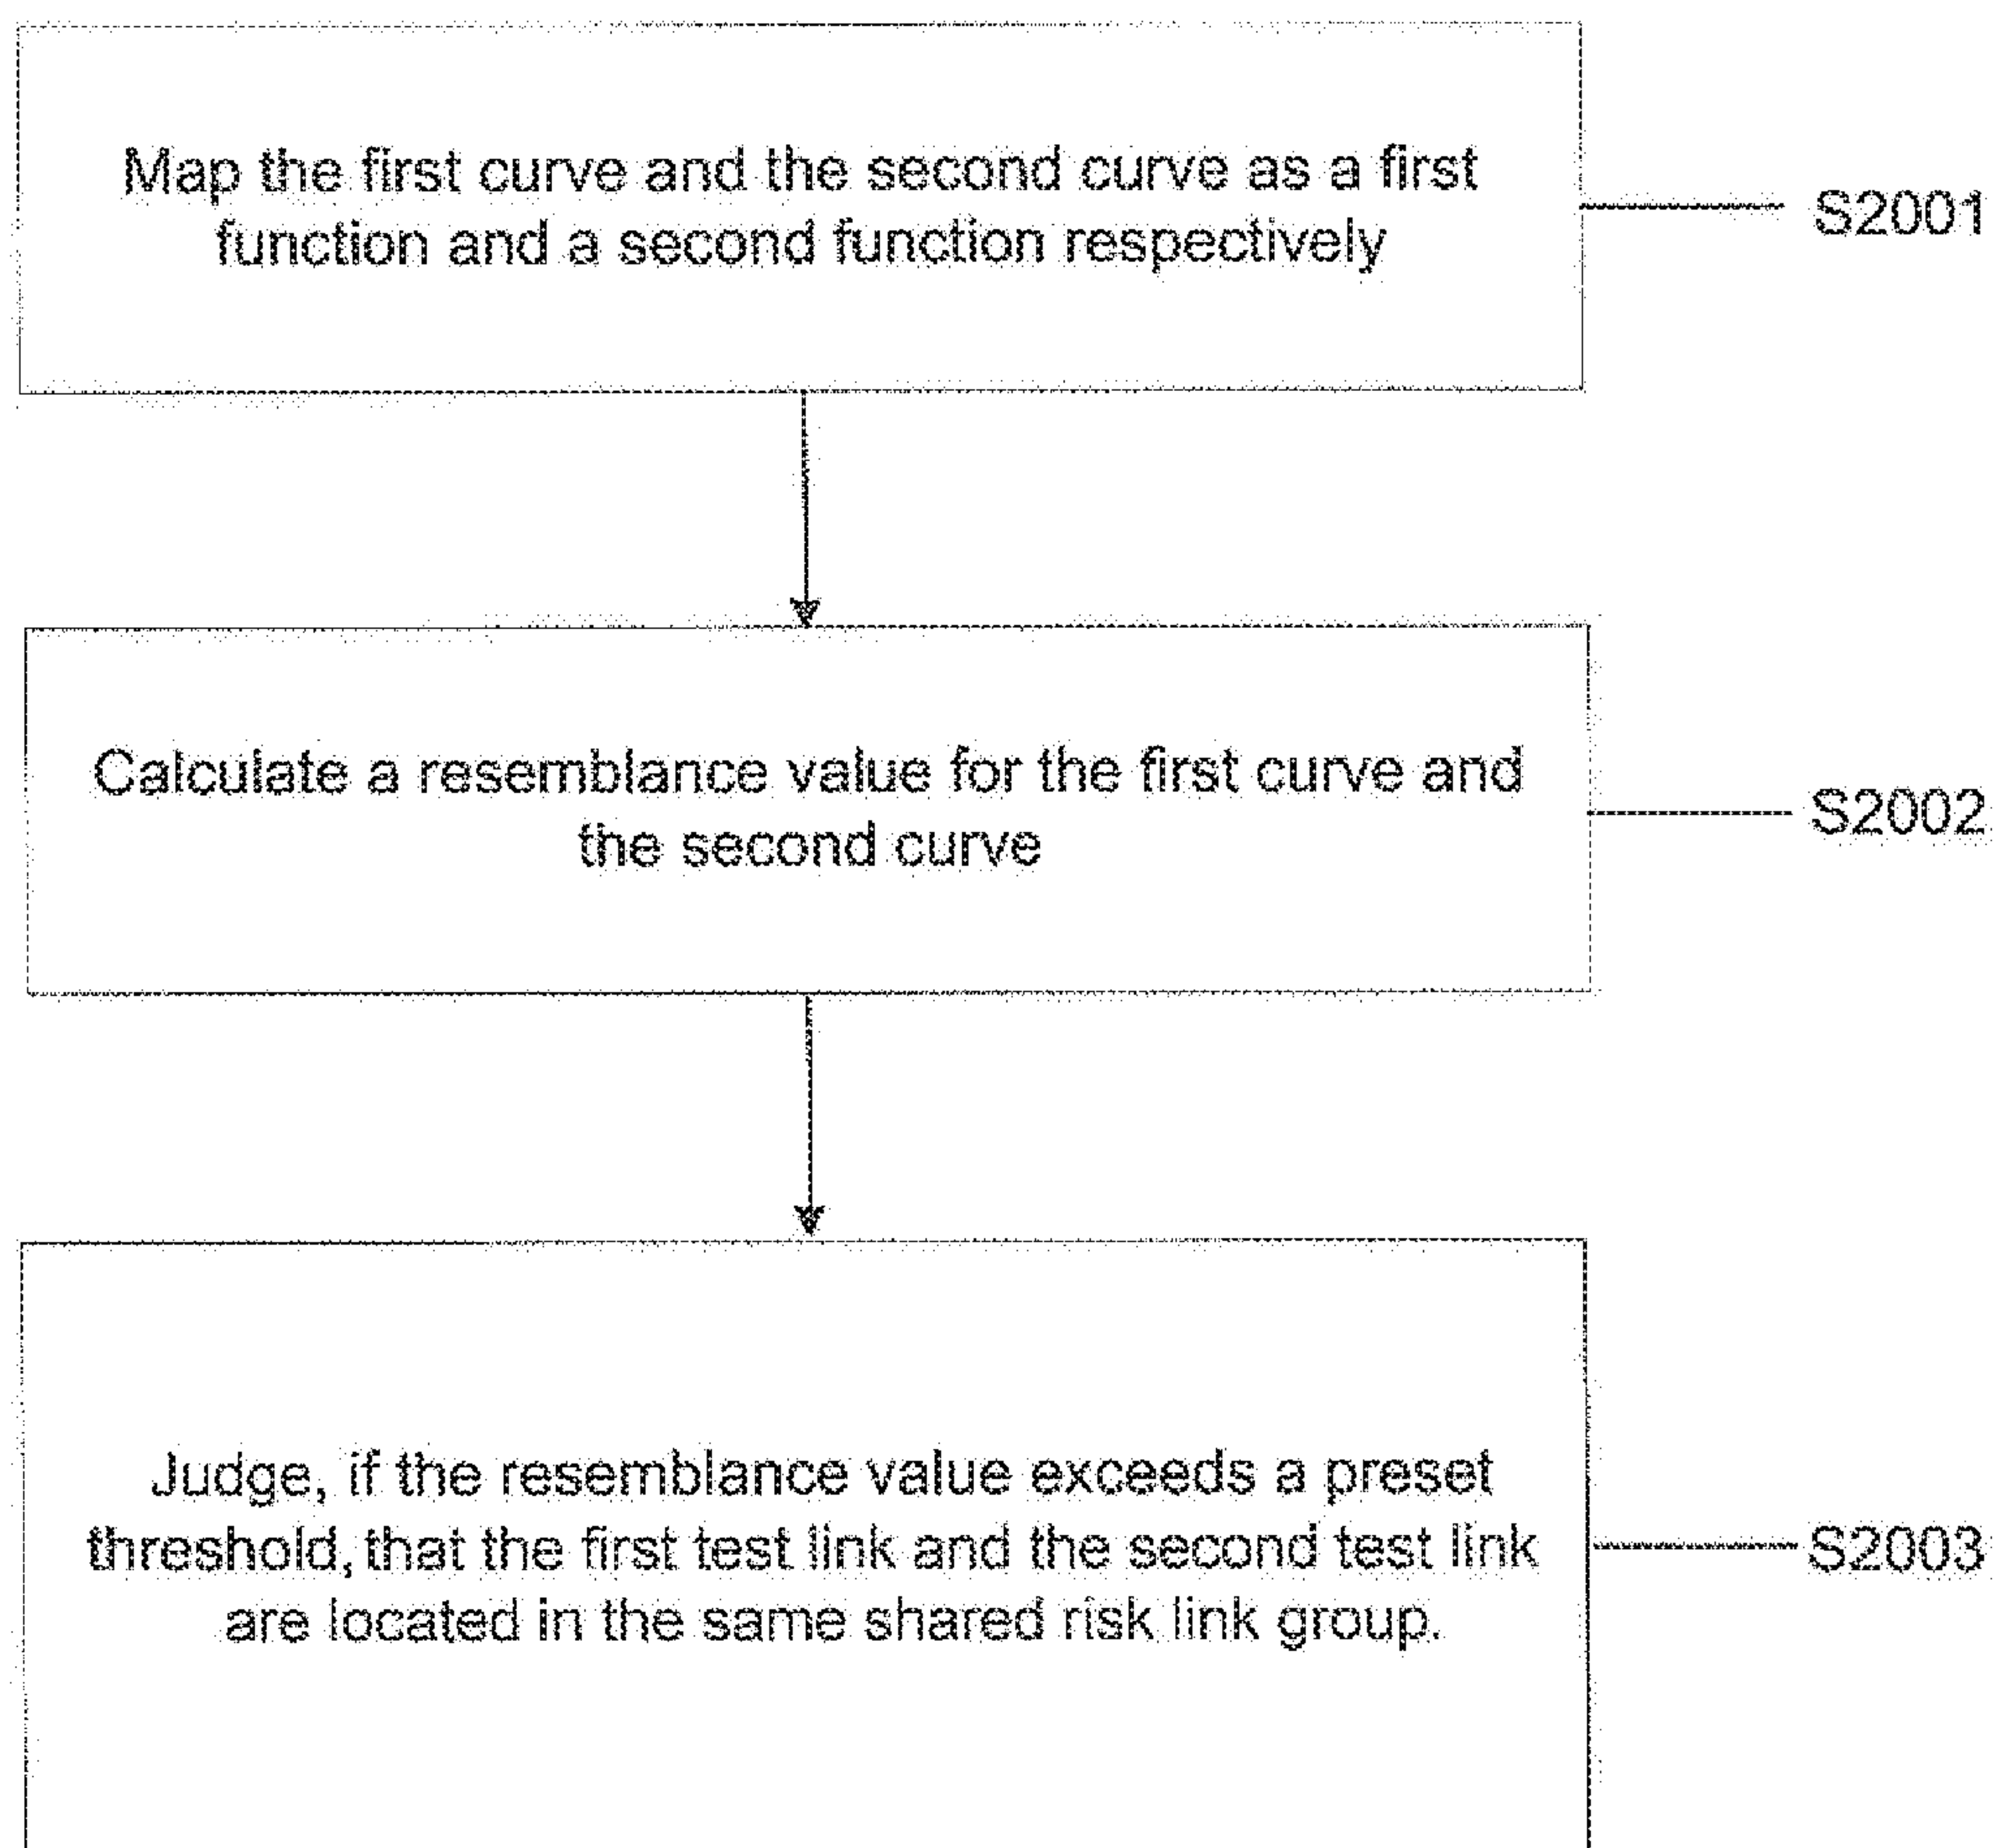 Map the first curve and the second curve as a first
function and a second function respectively
S2001
Calculate a resemblance value for the first curve and
the second curve
S2002
Judge, if the resemblance value exceeds a preset
threshold, that the first test link and the second test link
are located in the same shared risk link group.
S2003